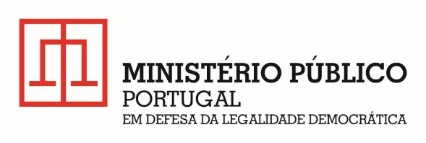 MINISTÉRIO PÚBLICO
PORTUGAL
EM DEFESA DA LEGALIDADE DEMOCRÁTICA